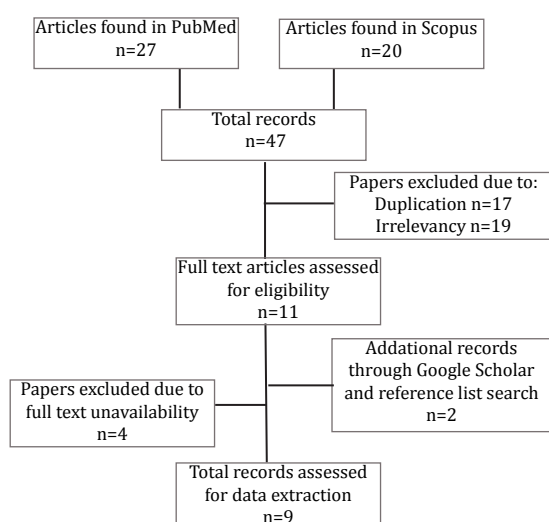 Articles found in PubMed
n=27
Articles found in Scopus
n=20
Total records
n=47
Papers excluded due to:
Duplication n=17
Irrelevancy n=19
Full text articles assessed
for eligibility
n=11
Addational records
through Google Scholar
and reference list search
n=2
Papers excluded due to
full text unavailability
n=4
Total records assessed
for data extraction
n=9